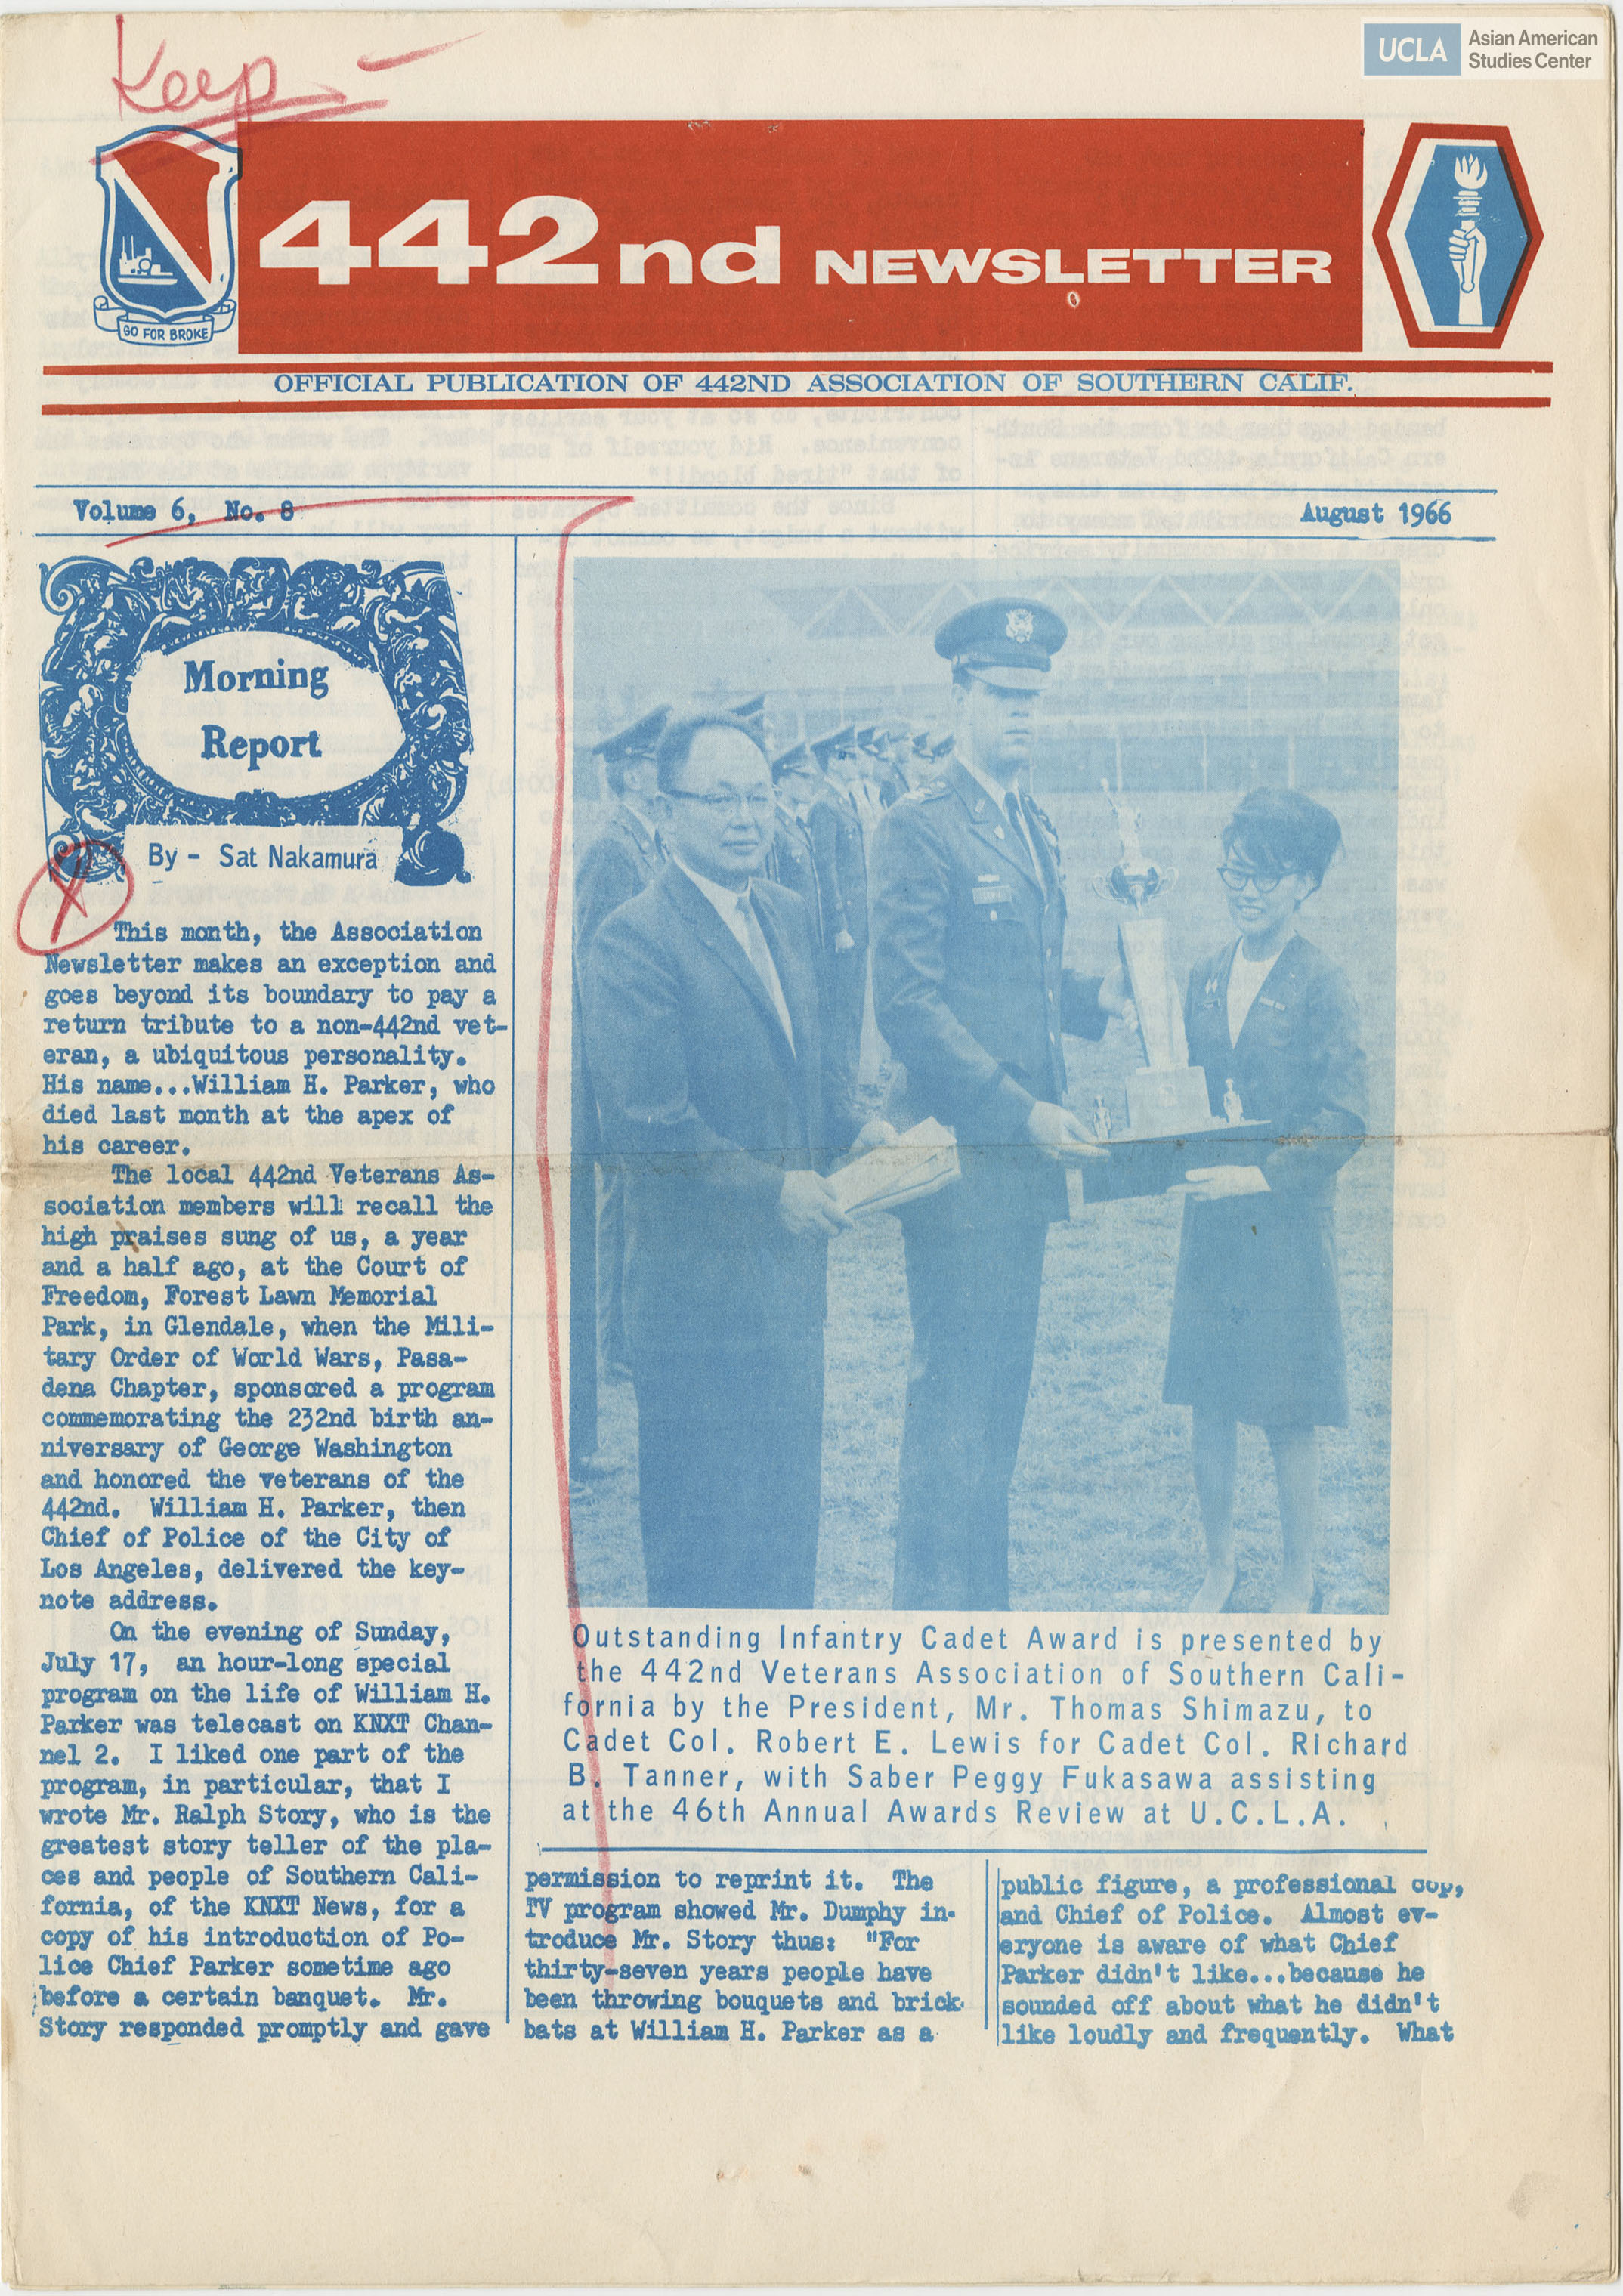 Keep -
UCLA Asian American
Studies Center
442nd NEWSLETTER
GO FOR BROKE
OFFICIAL PUBLICATION OF 442ND ASSOCIATION OF SOUTHERN CALIF.
Volume 6, No. 8
August 1966
Morning
Report
By - Sat Nakamura
This month, the Association
Newsletter makes an exception and
goes beyond its boundary to pay a
return tribute to a non-442nd vet-
eran, a ubiquitous personality.
His name...William H. Parker, who
died last month at the apex of
his career.
The local 442nd Veterans As-
sociation members will recall the
high praises sung of us, a year
and a half ago, at the Court of
Freedom, Forest Lawn Memorial
Park, in Glendale, when the Mili-
tary Order of World Wars, Pasa-
dena Chapter, sponsored a program
commemorating the 232nd birth an-
niversary of George Washington
and honored the veterans of the
442nd. William H. Parker, then
Chief of Police of the City of
Los Angeles, delivered the key-
note address.
On the evening of Sunday,
July 17, an hour-long special
program on the life of William H.
Parker was telecast on KNXT Chan-
nel 2. I liked one part of the
program, in particular, that I
wrote Mr. Ralph Story, who is the
greatest story teller of the pla-
ces and people of Southern Cali-
fornia, of the KNXT News, for a
copy of his introduction of Po-
lice Chief Parker sometime ago
before a certain banquet. Mr.
Story responded promptly and gave
Outstanding Infantry Cadet Award is presented by
the 442nd Veterans Association of Southern Cali-
fornia by the President, Mr. Thomas Shimazu, to
Cadet Col. Robert E. Lewis for Cadet Col. Richard
B. Tanner, with Saber Peggy Fukasawa assisting
at the 46th Annual Awards Review at U.C.L.A.
permission to reprint it. The
TV program showed Mr. Dumphy in-
troduce Mr. Story thus: "For
thirty-seven years people have
been throwing bouquets and brick-
bats at William H. Parker as a
public figure, a professional cop,
and Chief of Police. Almost ev-
eryone is aware of what Chief
Parker didn't like...because he
sounded off about what he didn't
like loudly and frequently. What